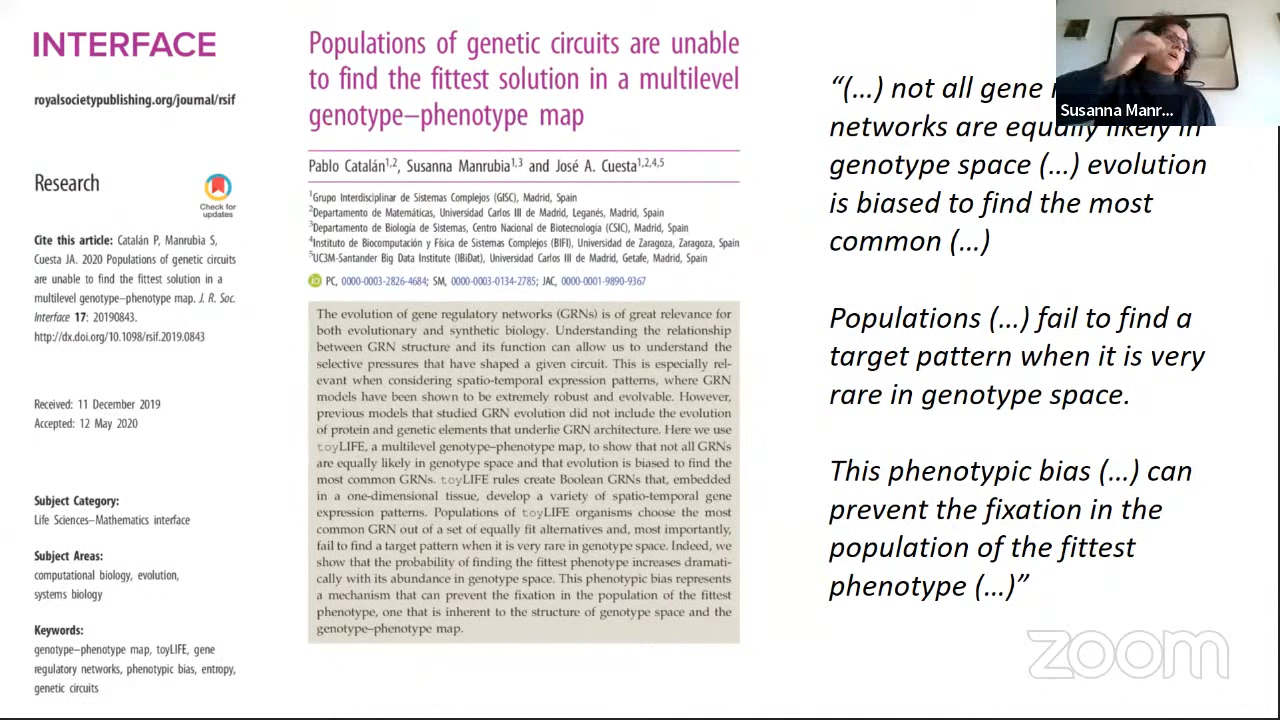 INTERFACE
royalsocietypublishing.org/journal/rsif
Research
Check for
updates
Cite this article: Catalán P, Manrubia S,
Cuesta JA. 2020 Populations of genetic circuits
are unable to find the fittest solution in a
multilevel genotype–phenotype map. J. R. Soc.
Interface 17: 20190843.
http://dx.doi.org/10.1098/rsif.2019.0843
Received: 11 December 2019
Accepted: 12 May 2020
Subject Category:
Life Sciences–Mathematics interface
Subject Areas:
computational biology, evolution,
systems biology
Keywords:
genotype–phenotype map, toyLIFE, gene
regulatory networks, phenotypic bias, entropy,
genetic circuits
Populations of genetic circuits are unable
to find the fittest solution in a multilevel
genotype–phenotype map
Pablo Catalán1,2, Susanna Manrubia1,3 and José A. Cuesta1,2,4,5
1Grupo Interdisciplinar de Sistemas Complejos (GISC), Madrid, Spain
2Departamento de Matemáticas, Universidad Carlos III de Madrid, Leganés, Madrid, Spain
3Departamento de Biología de Sistemas, Centro Nacional de Biotecnología (CSIC), Madrid, Spain
4Instituto de Biocomputación y Física de Sistemas Complejos (BIFI), Universidad de Zaragoza, Zaragoza, Spain
5UC3M-Santander Big Data Institute (IBiDat), Universidad Carlos III de Madrid, Getafe, Madrid, Spain
iD PC, 0000-0003-2826-4684; SM, 0000-0003-0134-2785; JAC, 0000-0001-9890-9367
The evolution of gene regulatory networks (GRNs) is of great relevance for
both evolutionary and synthetic biology. Understanding the relationship
between GRN structure and its function can allow us to understand the
selective pressures that have shaped a given circuit. This is especially rel-
evant when considering spatio-temporal expression patterns, where GRN
models have been shown to be extremely robust and evolvable. However,
previous models that studied GRN evolution did not include the evolution
of protein and genetic elements that underlie GRN architecture. Here we use
toyLIFE, a multilevel genotype–phenotype map, to show that not all GRNs
are equally likely in genotype space and that evolution is biased to find the
most common GRNs. toyLIFE rules create Boolean GRNs that, embedded
in a one-dimensional tissue, develop a variety of spatio-temporal gene
expression patterns. Populations of toyLIFE organisms choose the most
common GRN out of a set of equally fit alternatives and, most importantly,
fail to find a target pattern when it is very rare in genotype space. Indeed, we
show that the probability of finding the fittest phenotype increases dramati-
cally with its abundance in genotype space. This phenotypic bias represents
a mechanism that can prevent the fixation in the population of the fittest
phenotype, one that is inherent to the structure of genotype space and the
genotype–phenotype map.
“(…) not all gene
networks are equally likely in
genotype space (…) evolution
is biased to find the most
common (…)
Populations (…) fail to find a
target pattern when it is very
rare in genotype space.
This phenotypic bias (…) can
prevent the fixation in the
population of the fittest
phenotype (…)”
Susanna Manr...
zoom